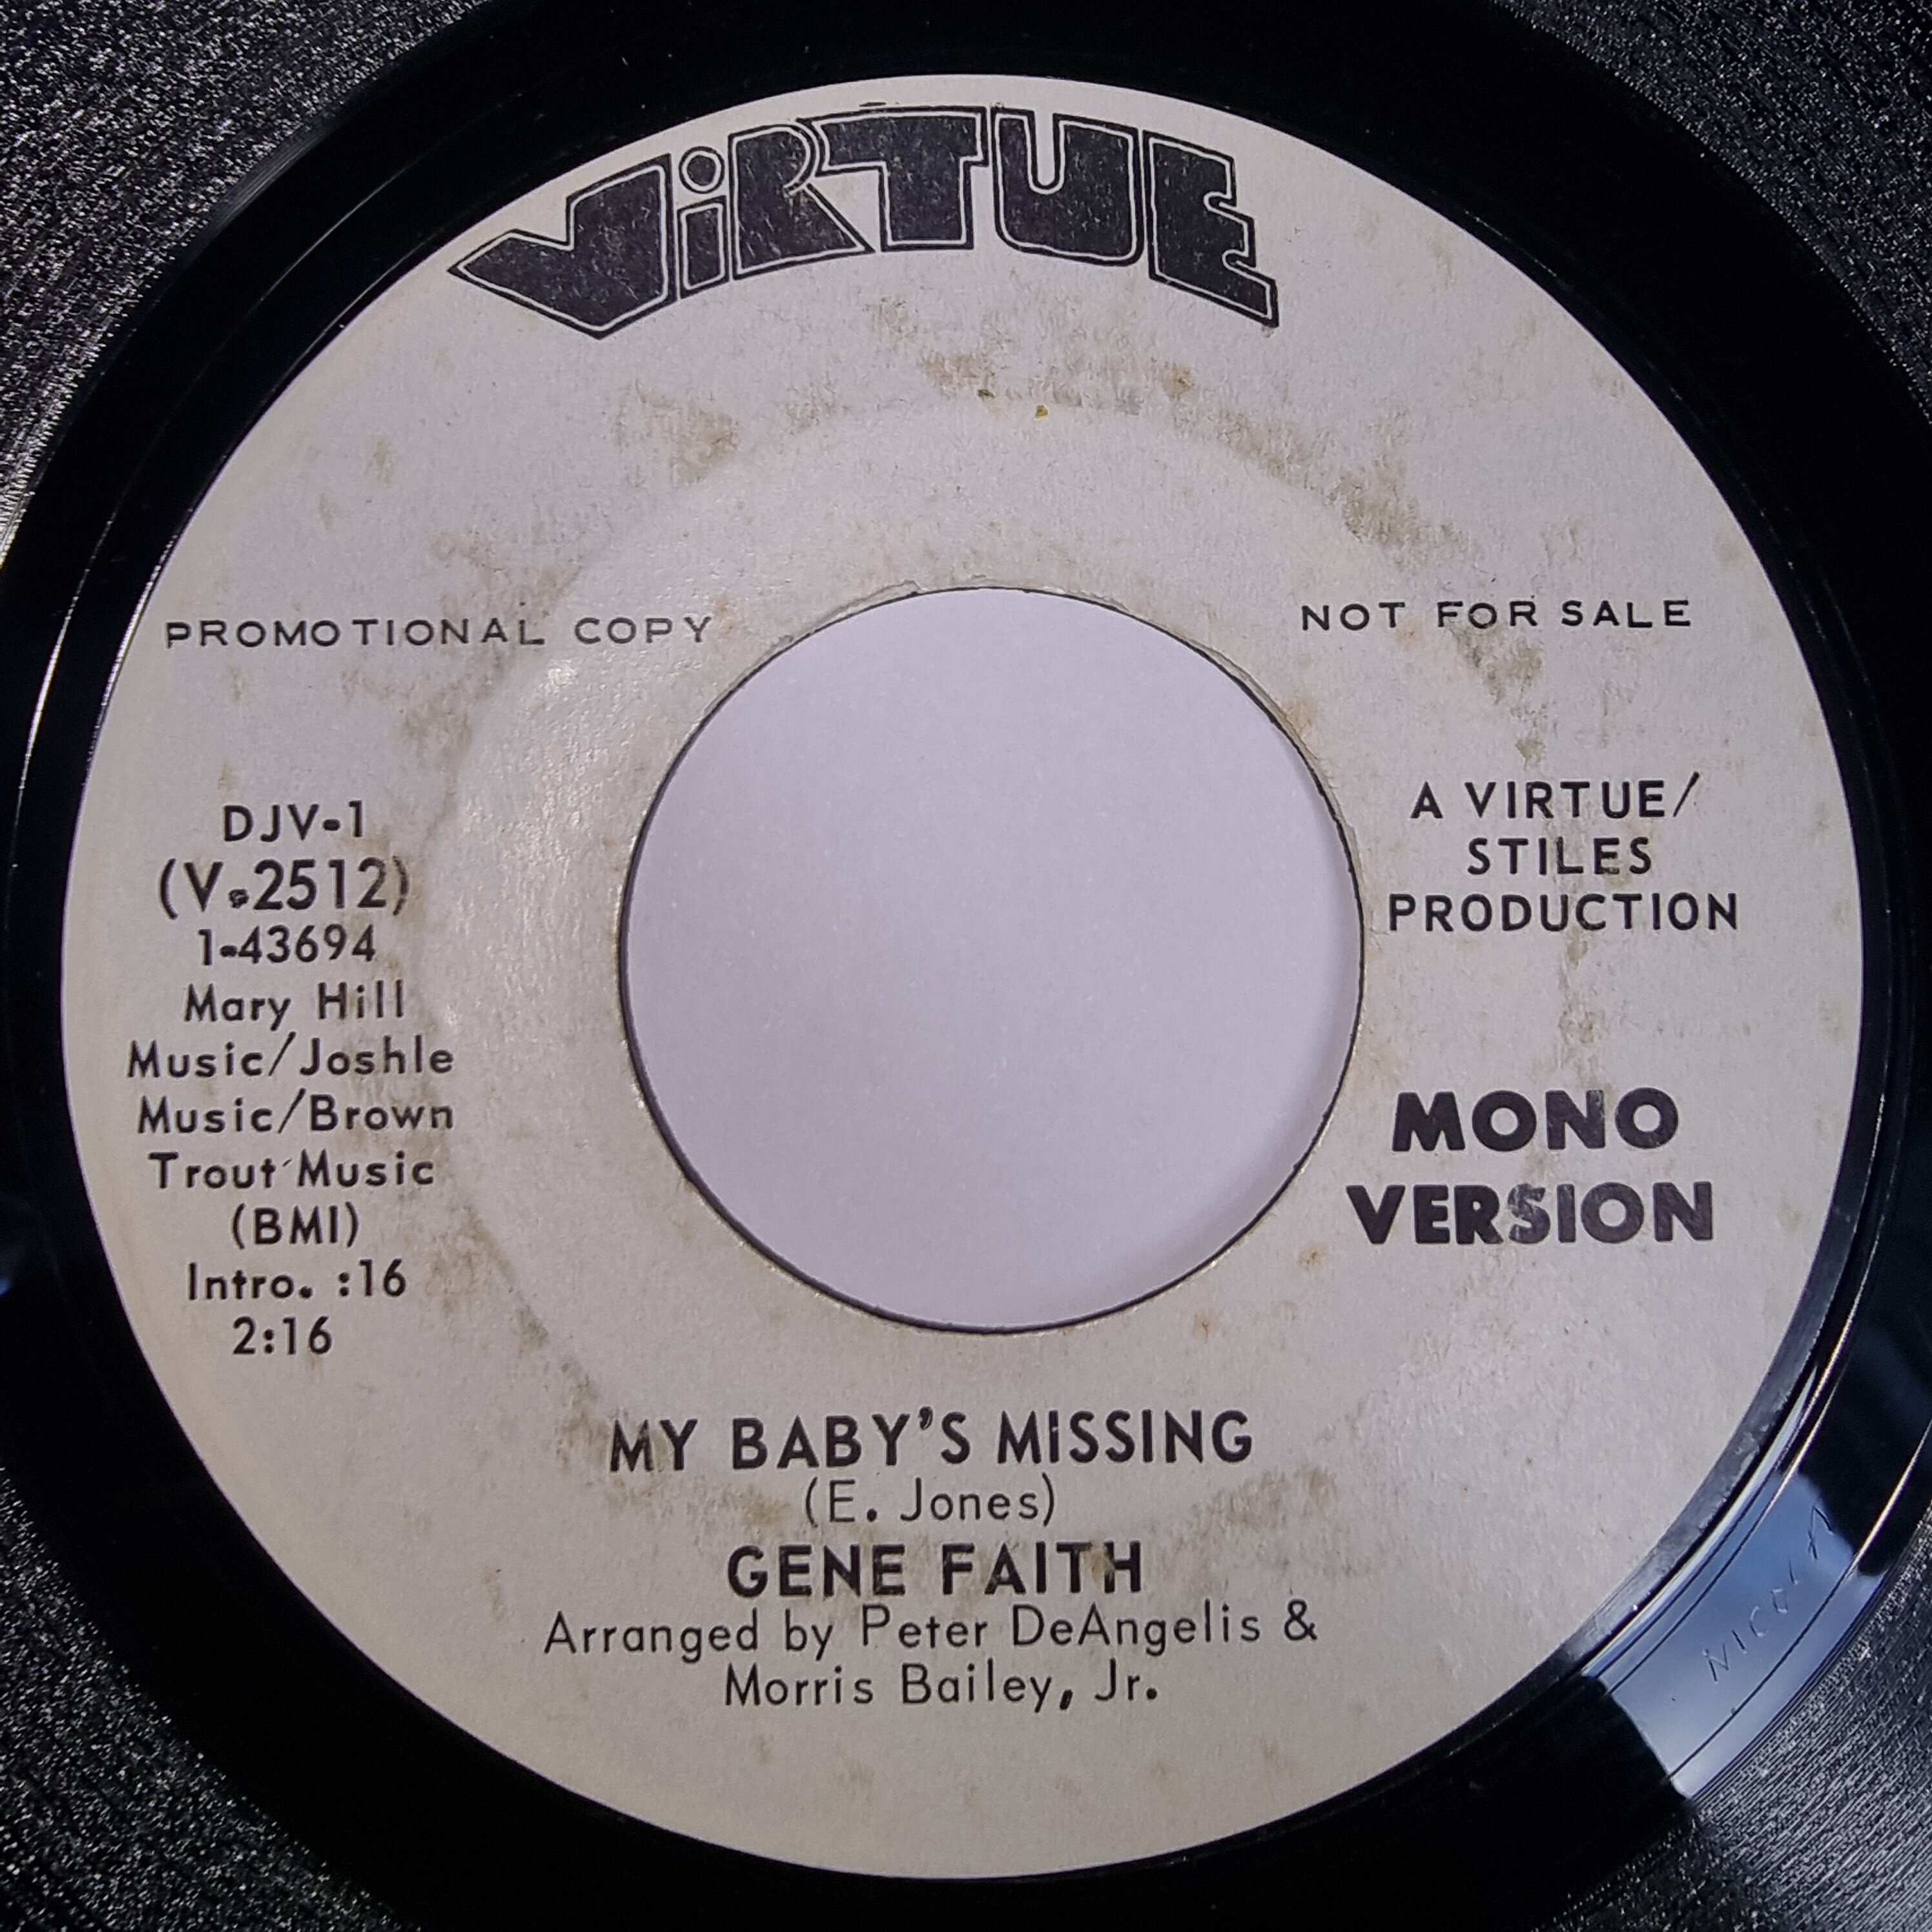 ViRTUE
PROMOTIONAL COPY
NOT FOR SALE
DJV-1
(V.2512)
1-43694
Mary Hill
Music/Joshle
Music/Brown
Trout Music
(BMI)
Intro. :16
2:16
A VIRTUE/
STILES
PRODUCTION
MONO
VERSION
MY BABY'S MISSING
(E. Jones)
GENE FAITH
Arranged by Peter DeAngelis &
Morris Bailey, Jr.